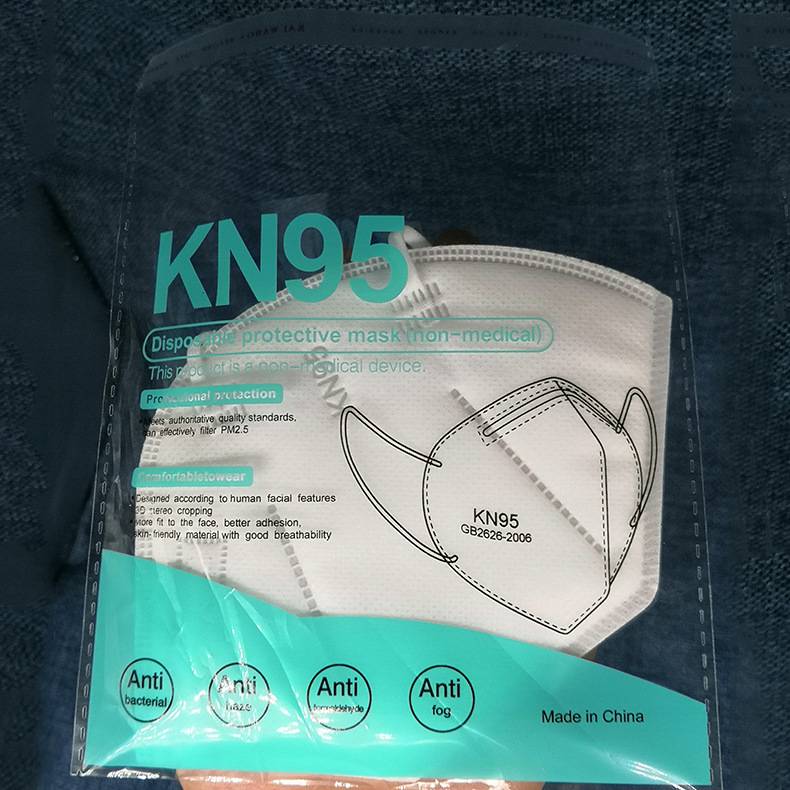 KN95
Disposable protective mask (non-medical)
This product is a non-medical device.
Professional protection
Meets authoritative quality standards,
can effectively filter PM2.5
Comfortabletowear
Designed according to human facial features
3D stereo cropping
More fit to the face, better adhesion,
skin-friendly material with good breathability
KN95
KN95
GB2626-2006
Anti
bacterial
Anti
haze
Anti
formaldehyde
Anti
fog
Made in China